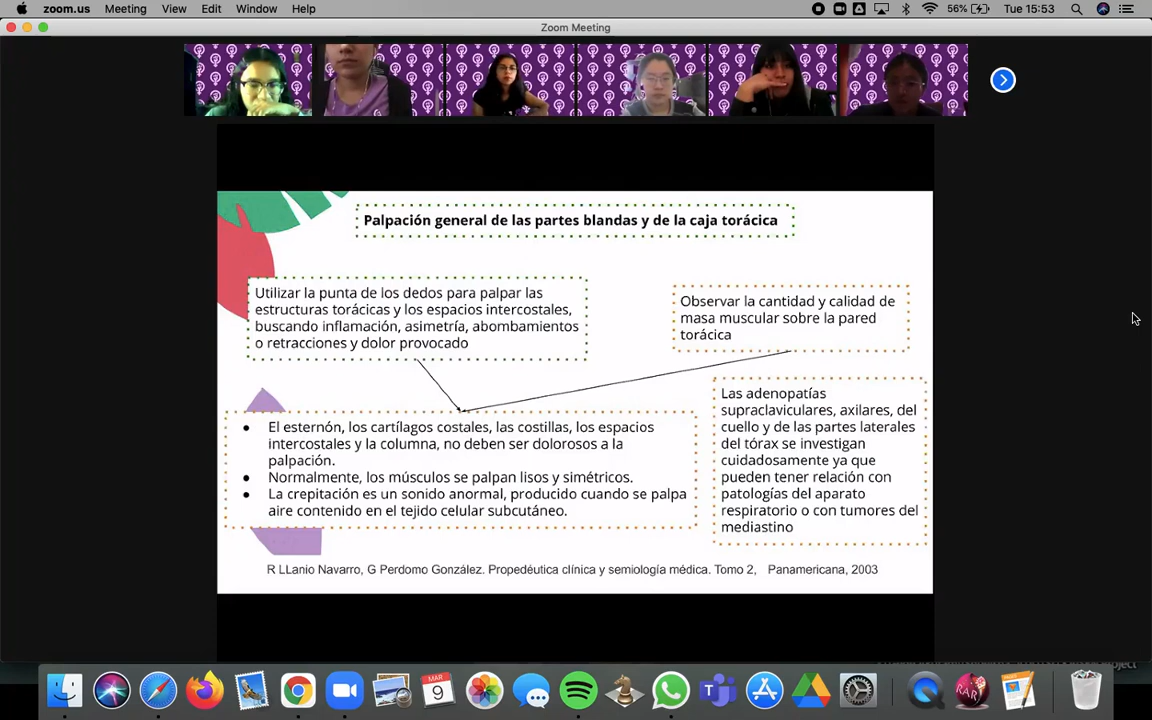 zoom.us Meeting View Edit Window Help 56% Tue 15:53
Zoom Meeting
Palpación general de las partes blandas y de la caja torácica
Utilizar la punta de los dedos para palpar las
estructuras torácicas y los espacios intercostales,
buscando inflamación, asimetría, abombamientos
o retracciones y dolor provocado
Observar la cantidad y calidad de
masa muscular sobre la pared
torácica
El esternón, los cartílagos costales, las costillas, los espacios
intercostales y la columna, no deben ser dolorosos a la
palpación.
Normalmente, los músculos se palpan lisos y simétricos.
La crepitación es un sonido anormal, producido cuando se palpa
aire contenido en el tejido celular subcutáneo.
Las adenopatías
supraclaviculares, axilares, del
cuello y de las partes laterales
del tórax se investigan
cuidadosamente ya que
pueden tener relación con
patologías del aparato
respiratorio o con tumores del
mediastino
R LLanio Navarro, G Perdomo González. Propedéutica clínica y semiología médica. Tomo 2, Panamericana, 2003
MAR
9
RAR